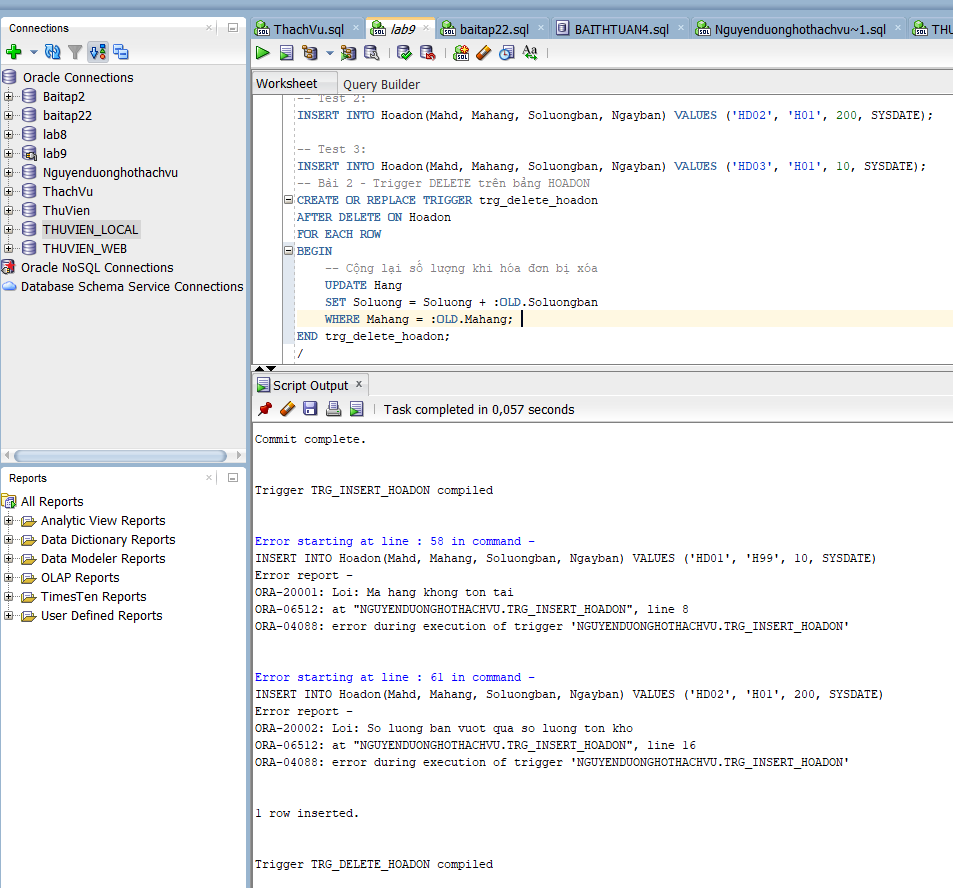 Connections
Oracle Connections
Baitap2
baitap22
lab8
lab9
Nguyenduonghothachvu
ThachVu
ThuVien
THUVIEN_LOCAL
THUVIEN_WEB
Oracle NoSQL Connections
Database Schema Service Connections
Reports
All Reports
Analytic View Reports
Data Dictionary Reports
Data Modeler Reports
OLAP Reports
TimesTen Reports
User Defined Reports
ThachVu.sql
lab9
baitap22.sql
BAITHTUAN4.sql
Nguyenduonghothachvu~1.sql
THU
Worksheet
Query Builder
-- Test 2:
INSERT INTO Hoadon(Mahd, Mahang, Soluongban, Ngayban) VALUES ('HD02', 'H01', 200, SYSDATE);
-- Test 3:
INSERT INTO Hoadon(Mahd, Mahang, Soluongban, Ngayban) VALUES ('HD03', 'H01', 10, SYSDATE);
-- Bài 2 - Trigger DELETE trên bảng HOADON
CREATE OR REPLACE TRIGGER trg_delete_hoadon
AFTER DELETE ON Hoadon
FOR EACH ROW
BEGIN
-- Cộng lại số lượng khi hóa đơn bị xóa
UPDATE Hang
SET Soluong = Soluong + :OLD.Soluongban
WHERE Mahang = :OLD.Mahang;
END trg_delete_hoadon;
/
Script Output
Task completed in 0,057 seconds
Commit complete.
Trigger TRG_INSERT_HOADON compiled
Error starting at line : 58 in command -
INSERT INTO Hoadon(Mahd, Mahang, Soluongban, Ngayban) VALUES ('HD01', 'H99', 10, SYSDATE)
Error report -
ORA-20001: Loi: Ma hang khong ton tai
ORA-06512: at "NGUYENDUONGHOTHACHVU.TRG_INSERT_HOADON", line 8
ORA-04088: error during execution of trigger 'NGUYENDUONGHOTHACHVU.TRG_INSERT_HOADON'
Error starting at line : 61 in command -
INSERT INTO Hoadon(Mahd, Mahang, Soluongban, Ngayban) VALUES ('HD02', 'H01', 200, SYSDATE)
Error report -
ORA-20002: Loi: So luong ban vuot qua so luong ton kho
ORA-06512: at "NGUYENDUONGHOTHACHVU.TRG_INSERT_HOADON", line 16
ORA-04088: error during execution of trigger 'NGUYENDUONGHOTHACHVU.TRG_INSERT_HOADON'
1 row inserted.
Trigger TRG_DELETE_HOADON compiled